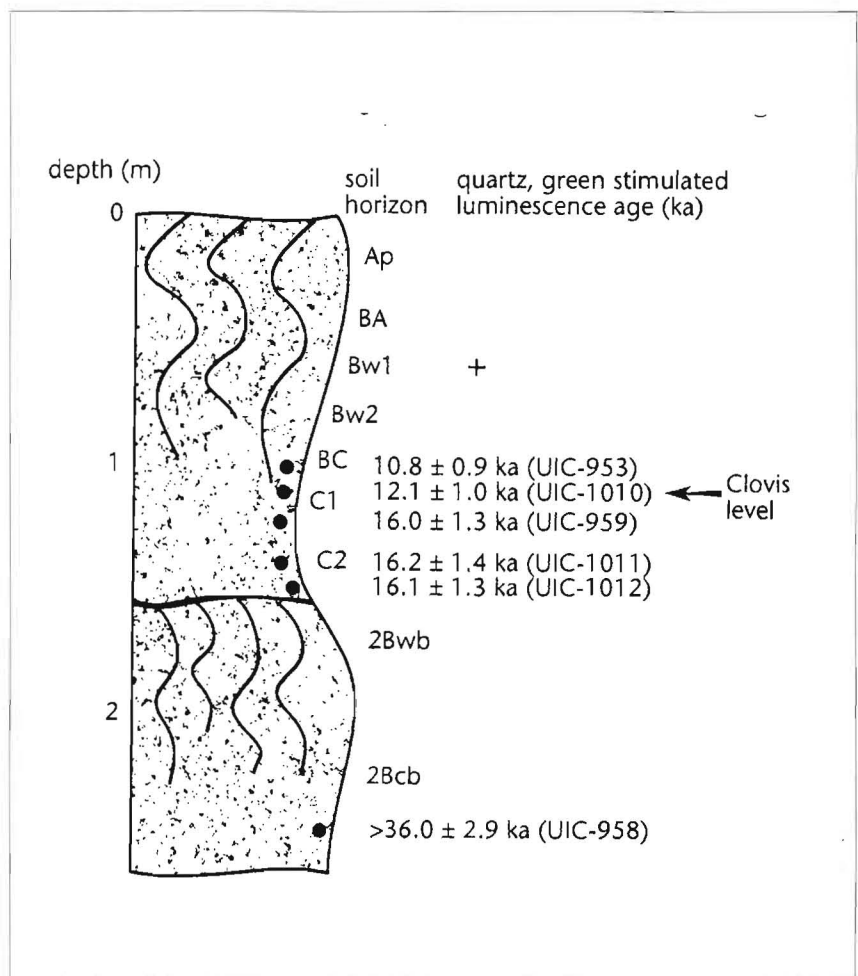 depth (m)
soil horizon
quartz, green stimulated luminescence age (ka)
0
Ap
BA
Bw1 +
Bw2
1
BC 10.8 ± 0.9 ka (UIC-953)
12.1 ± 1.0 ka (UIC-1010)
Clovis level
C1
16.0 ± 1.3 ka (UIC-959)
C2 16.2 ± 1.4 ka (UIC-1011)
16.1 ± 1.3 ka (UIC-1012)
2Bwb
2
2Bcb
>36.0 ± 2.9 ka (UIC-958)